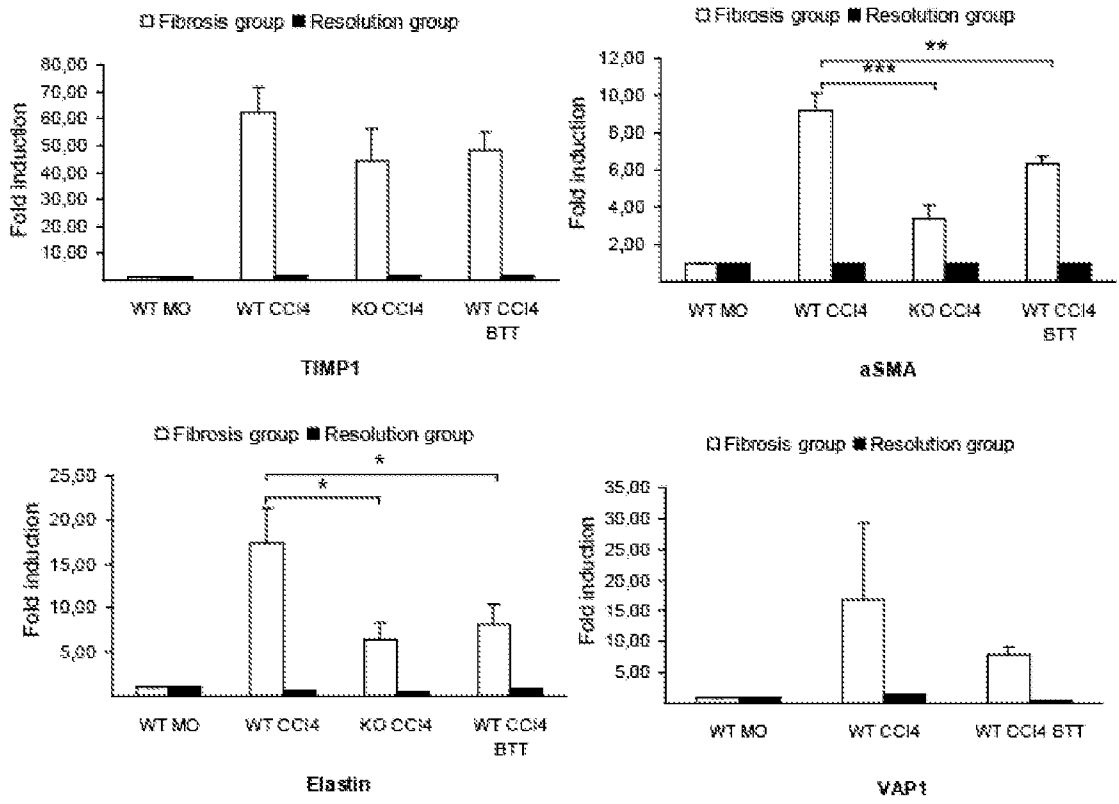 Fibrosis group Resolution group
80,00
70,00
60,00
50,00
40,00
30,00
20,00
10,00
Fold induction
WT MO WT CCl4 KO CCl4 WT CCl4 BTT
TIMP1
Fibrosis group Resolution group
12,00
10,00
8,00
6,00
4,00
2,00
Fold induction
**
***
WT MO WT CCl4 KO CCl4 WT CCl4 BTT
aSMA
Fibrosis group Resolution group
25,00
20,00
15,00
10,00
5,00
Fold induction
*
*
WT MO WT CCl4 KO CCl4 WT CCl4 BTT
Elastin
Fibrosis group Resolution group
35,00
30,00
25,00
20,00
15,00
10,00
5,00
Fold induction
WT MO WT CCl4 WT CCl4 BTT
VAP1